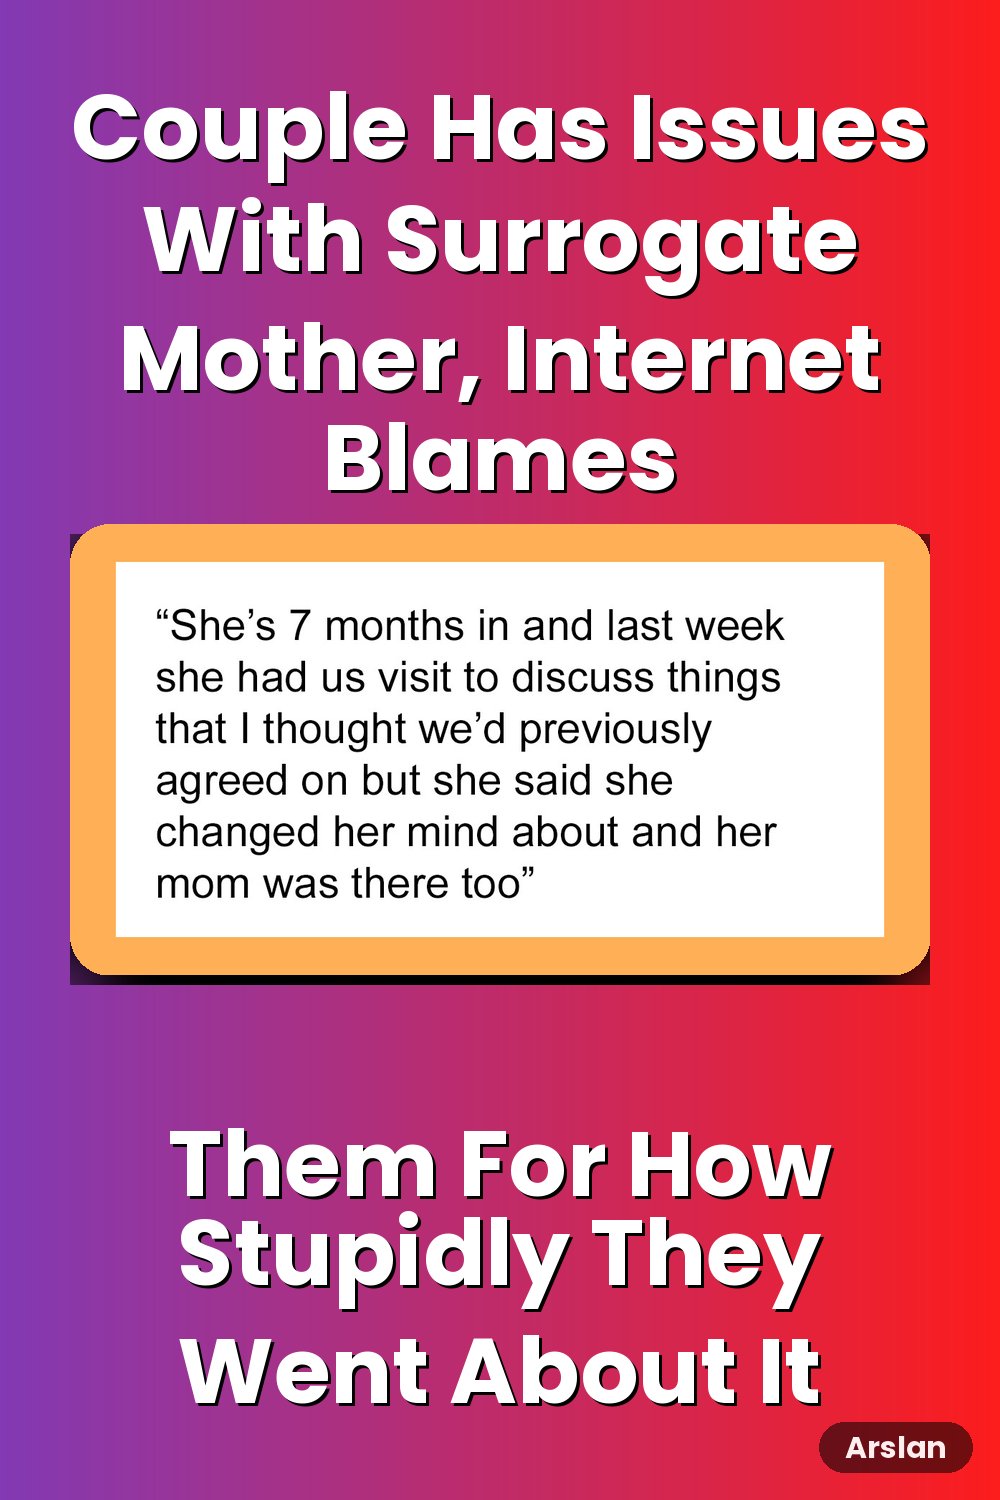 Couple Has Issues
With Surrogate
Mother, Internet
Blames
“She’s 7 months in and last week
she had us visit to discuss things
that I thought we’d previously
agreed on but she said she
changed her mind about and her
mom was there too”
Them For How
Stupidly They
Went About It
Arslan